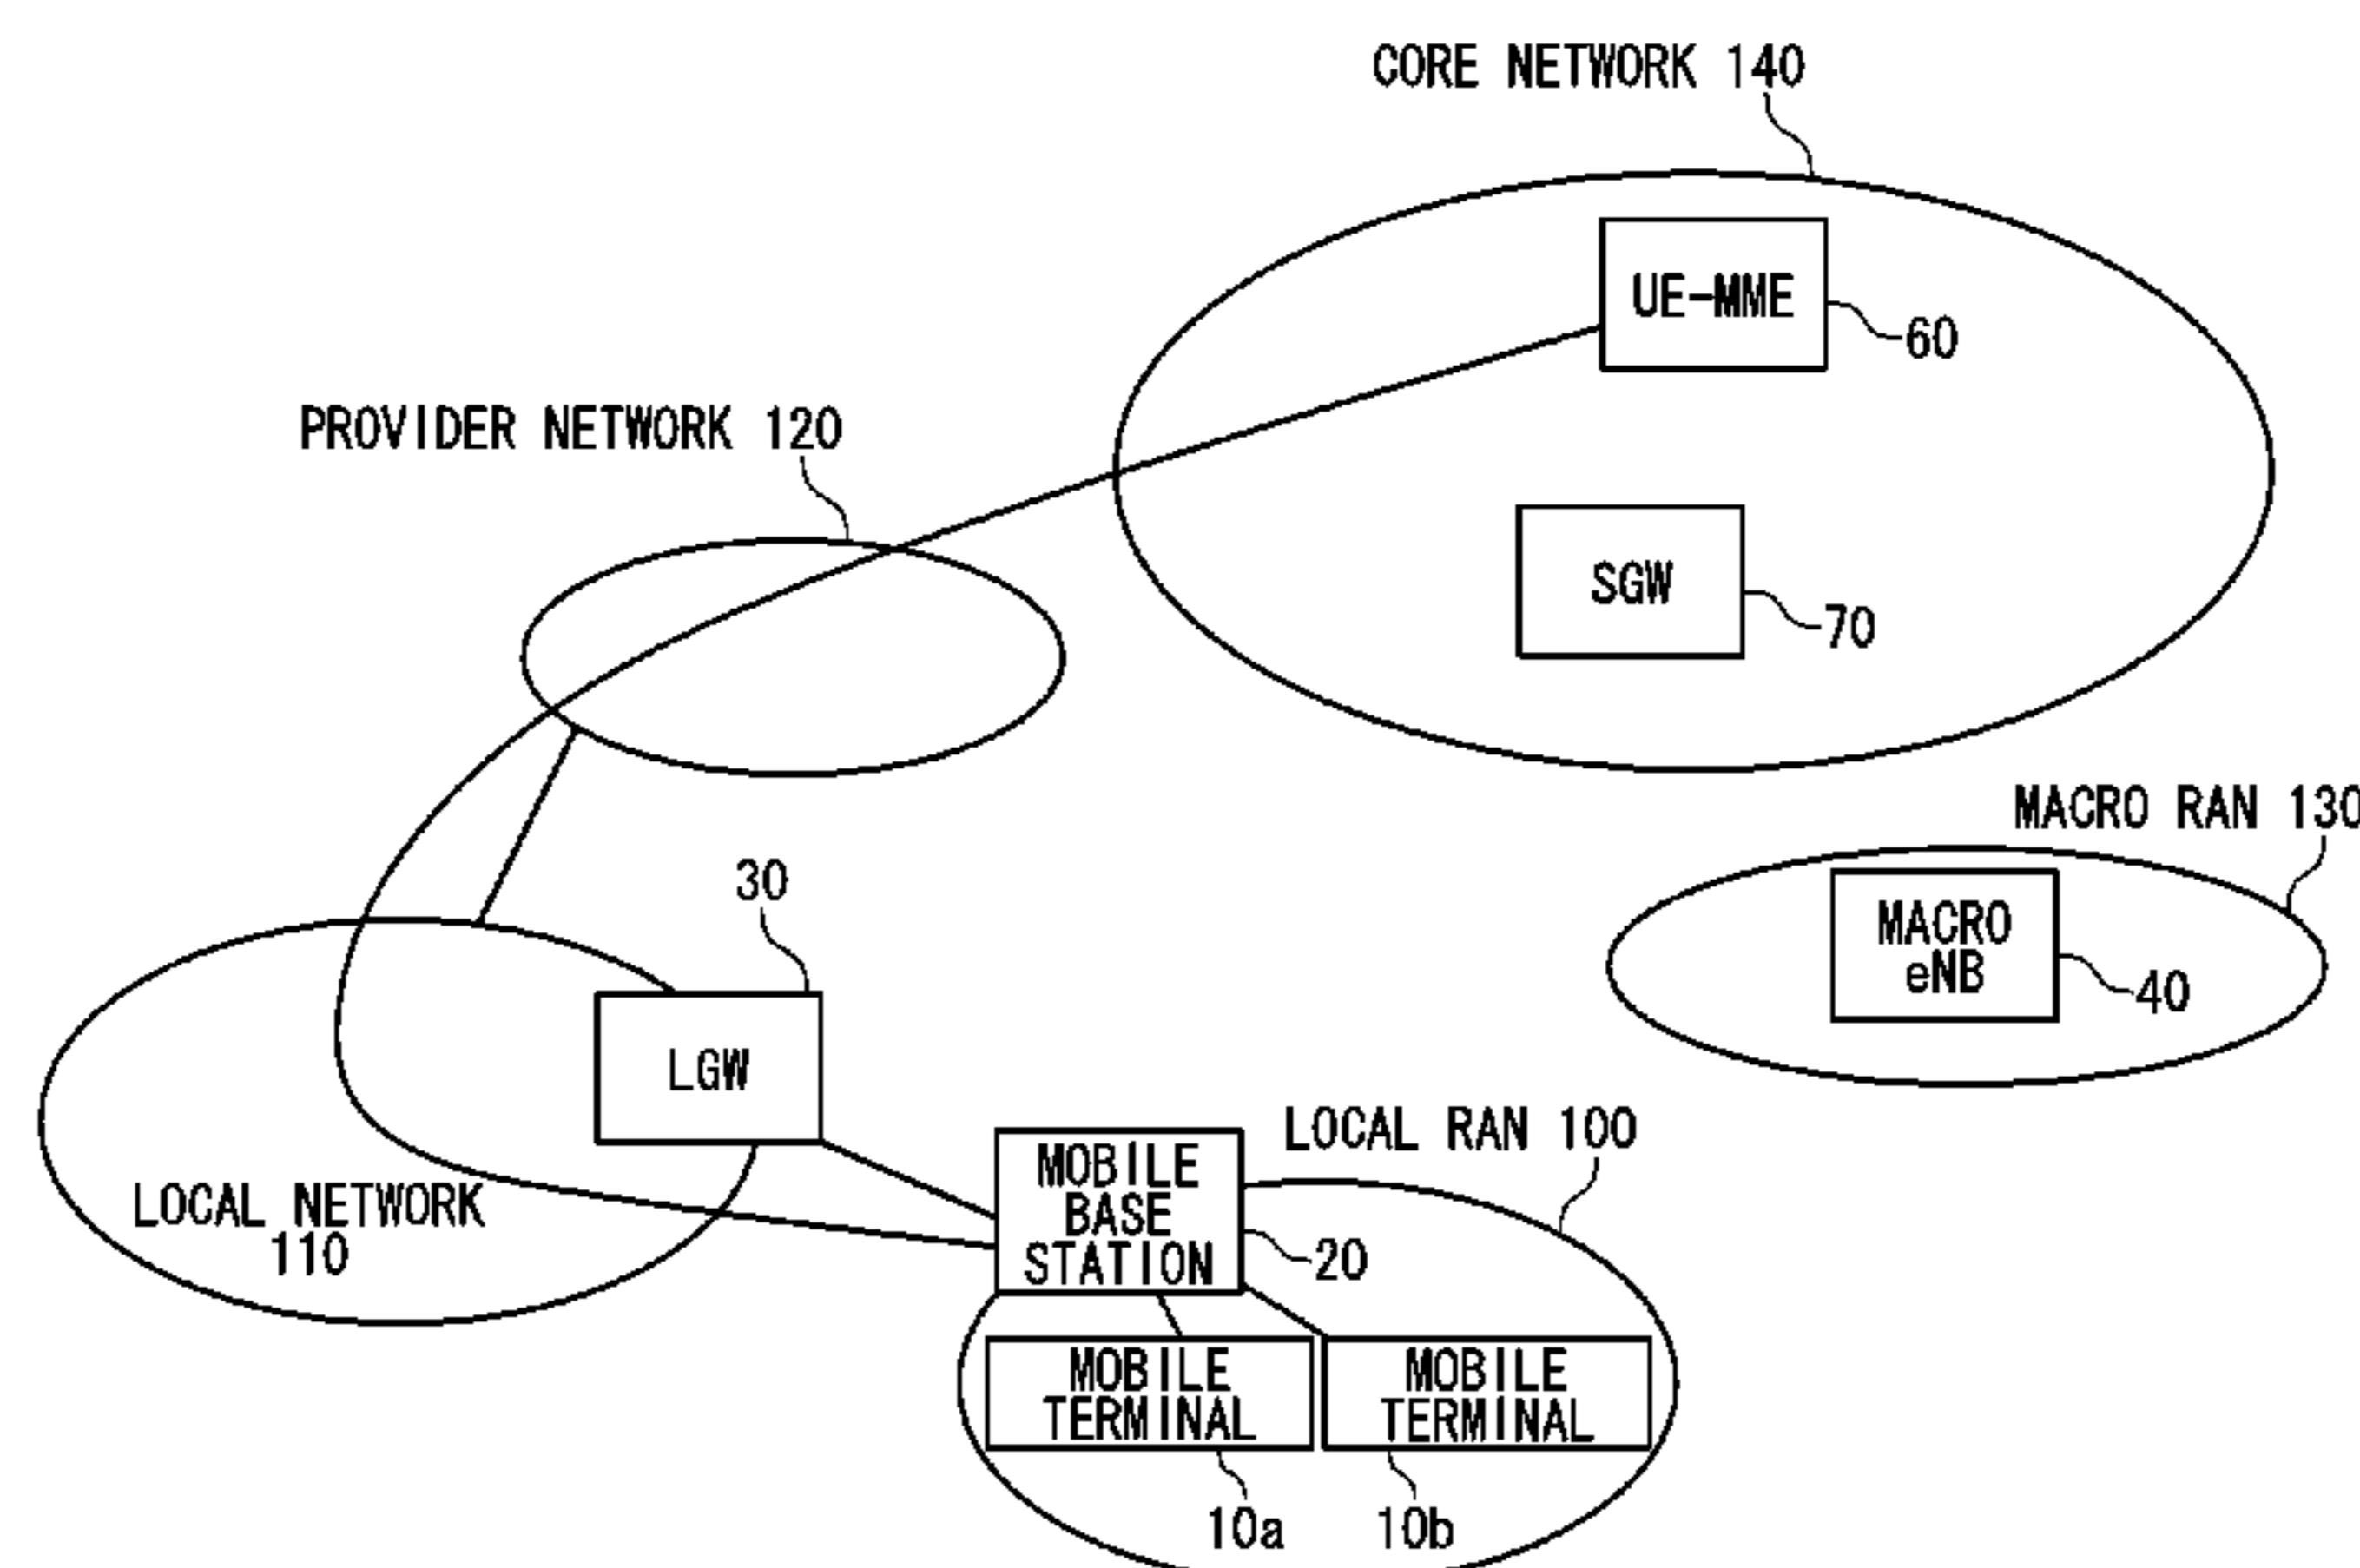 CORE NETWORK 140
UE-MME
60
PROVIDER NETWORK 120
SGW
70
MACRO RAN 130
30
MACRO
eNB
40
LGW
LOCAL RAN 100
MOBILE
BASE
STATION
20
LOCAL NETWORK
110
MOBILE
TERMINAL
MOBILE
TERMINAL
10a
10b